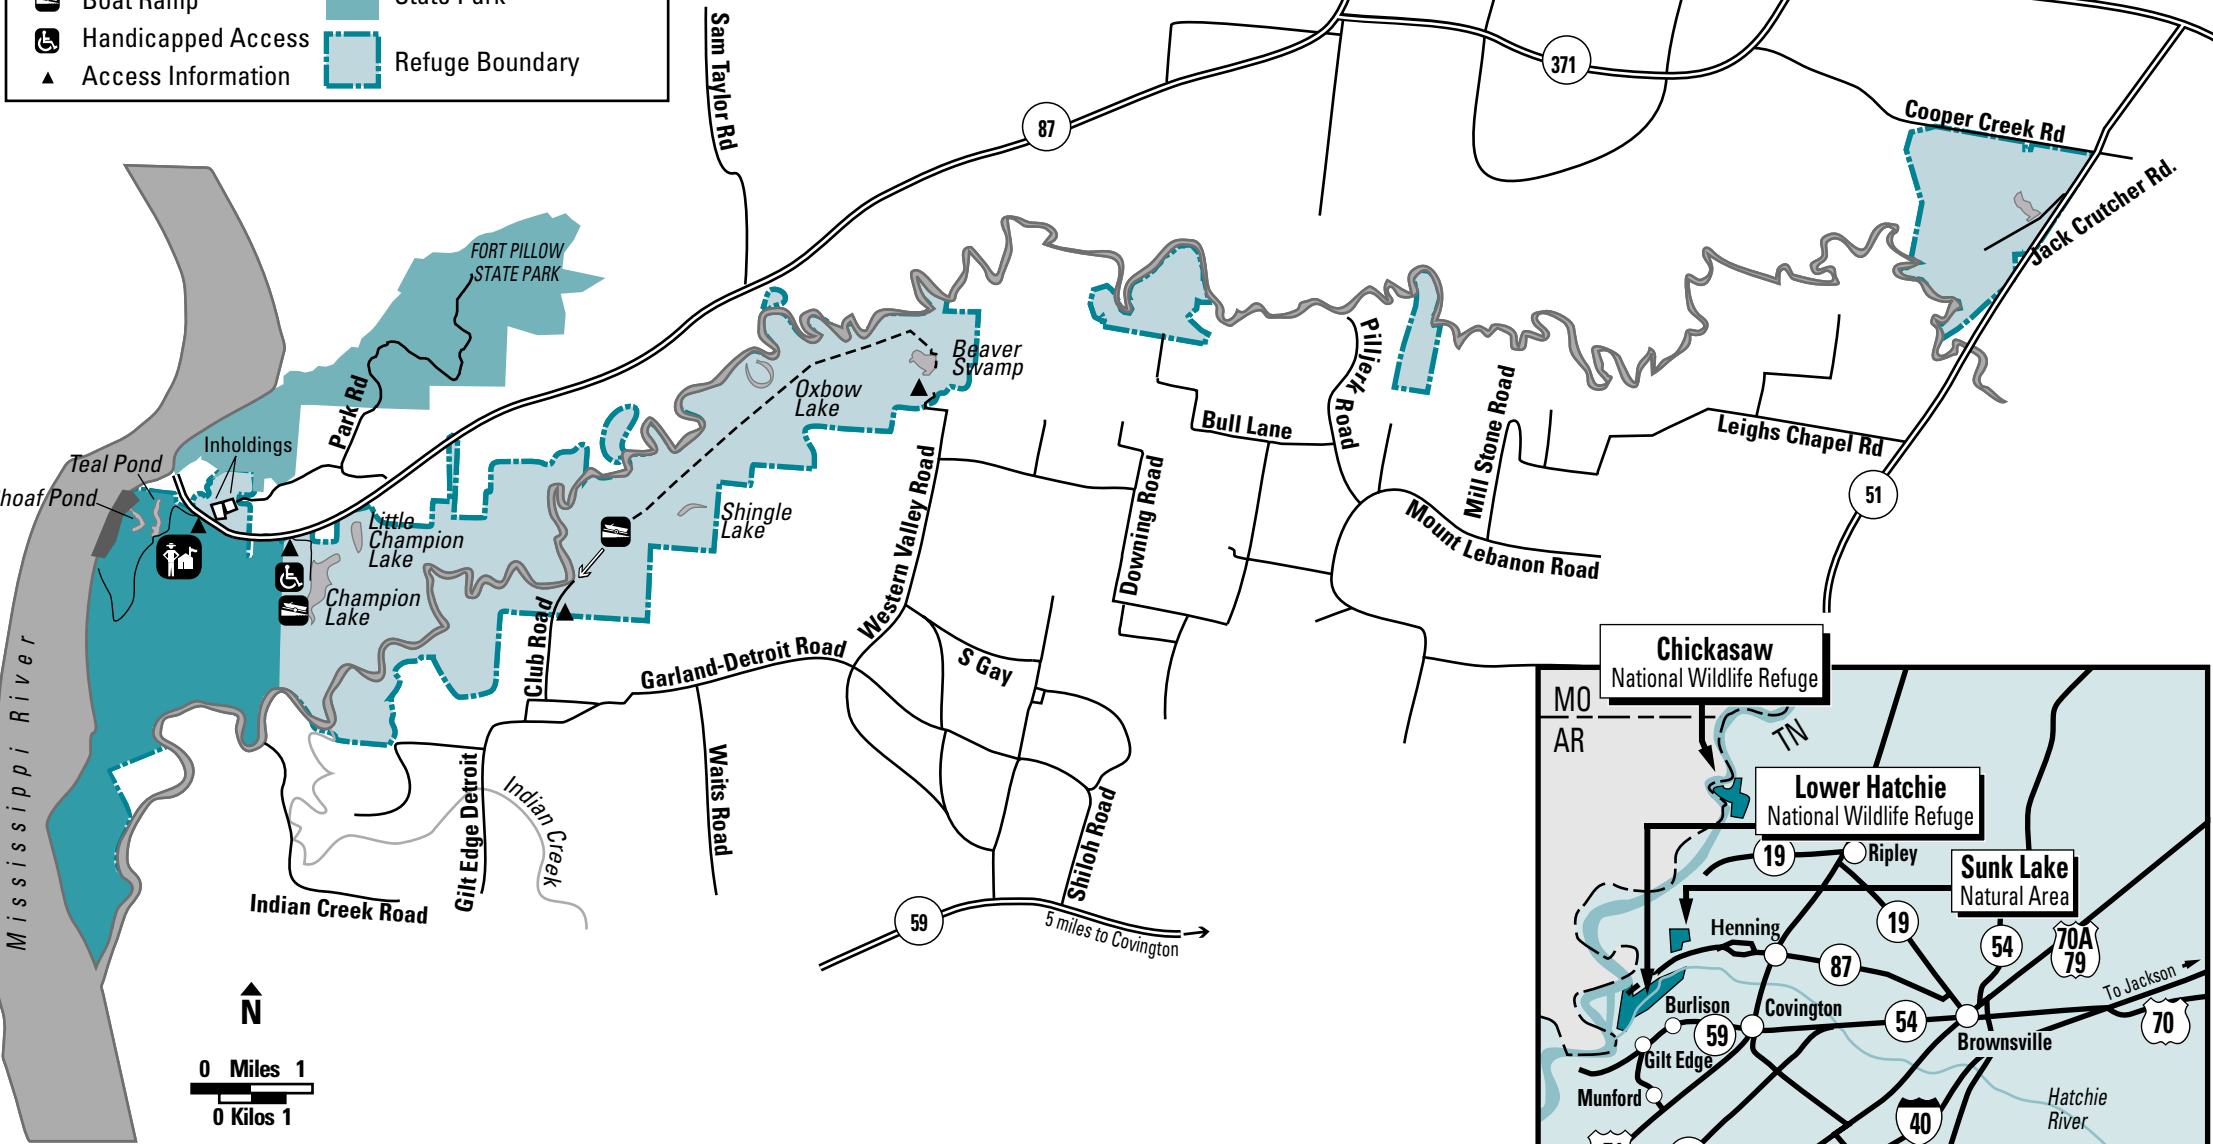 Boat Ramp
State Park
Handicapped Access
Refuge Boundary
Access Information
Sam Taylor Rd
87
371
Cooper Creek Rd
Jack Crutcher Rd.
FORT PILLOW
STATE PARK
Park Rd
Inholdings
Teal Pond
hoaf Pond
Little
Champion
Lake
Champion
Lake
Oxbow
Lake
Beaver
Swamp
Shingle
Lake
Pilljerk Road
Bull Lane
Mill Stone Road
Leighs Chapel Rd
51
Western Valley Road
Downing Road
Mount Lebanon Road
Club Road
Garland-Detroit Road
S Gay
Waits Road
Gilt Edge Detroit
Indian Creek
Indian Creek Road
Shiloh Road
59
5 miles to Covington
Mississippi River
N
0 Miles 1
0 Kilos 1
Chickasaw
National Wildlife Refuge
MO
AR
TN
Lower Hatchie
National Wildlife Refuge
19
Ripley
Sunk Lake
Natural Area
Henning
19
54
70A
79
87
To Jackson
Burlison
Covington
59
54
70
Gilt Edge
Brownsville
Munford
Hatchie
River
40